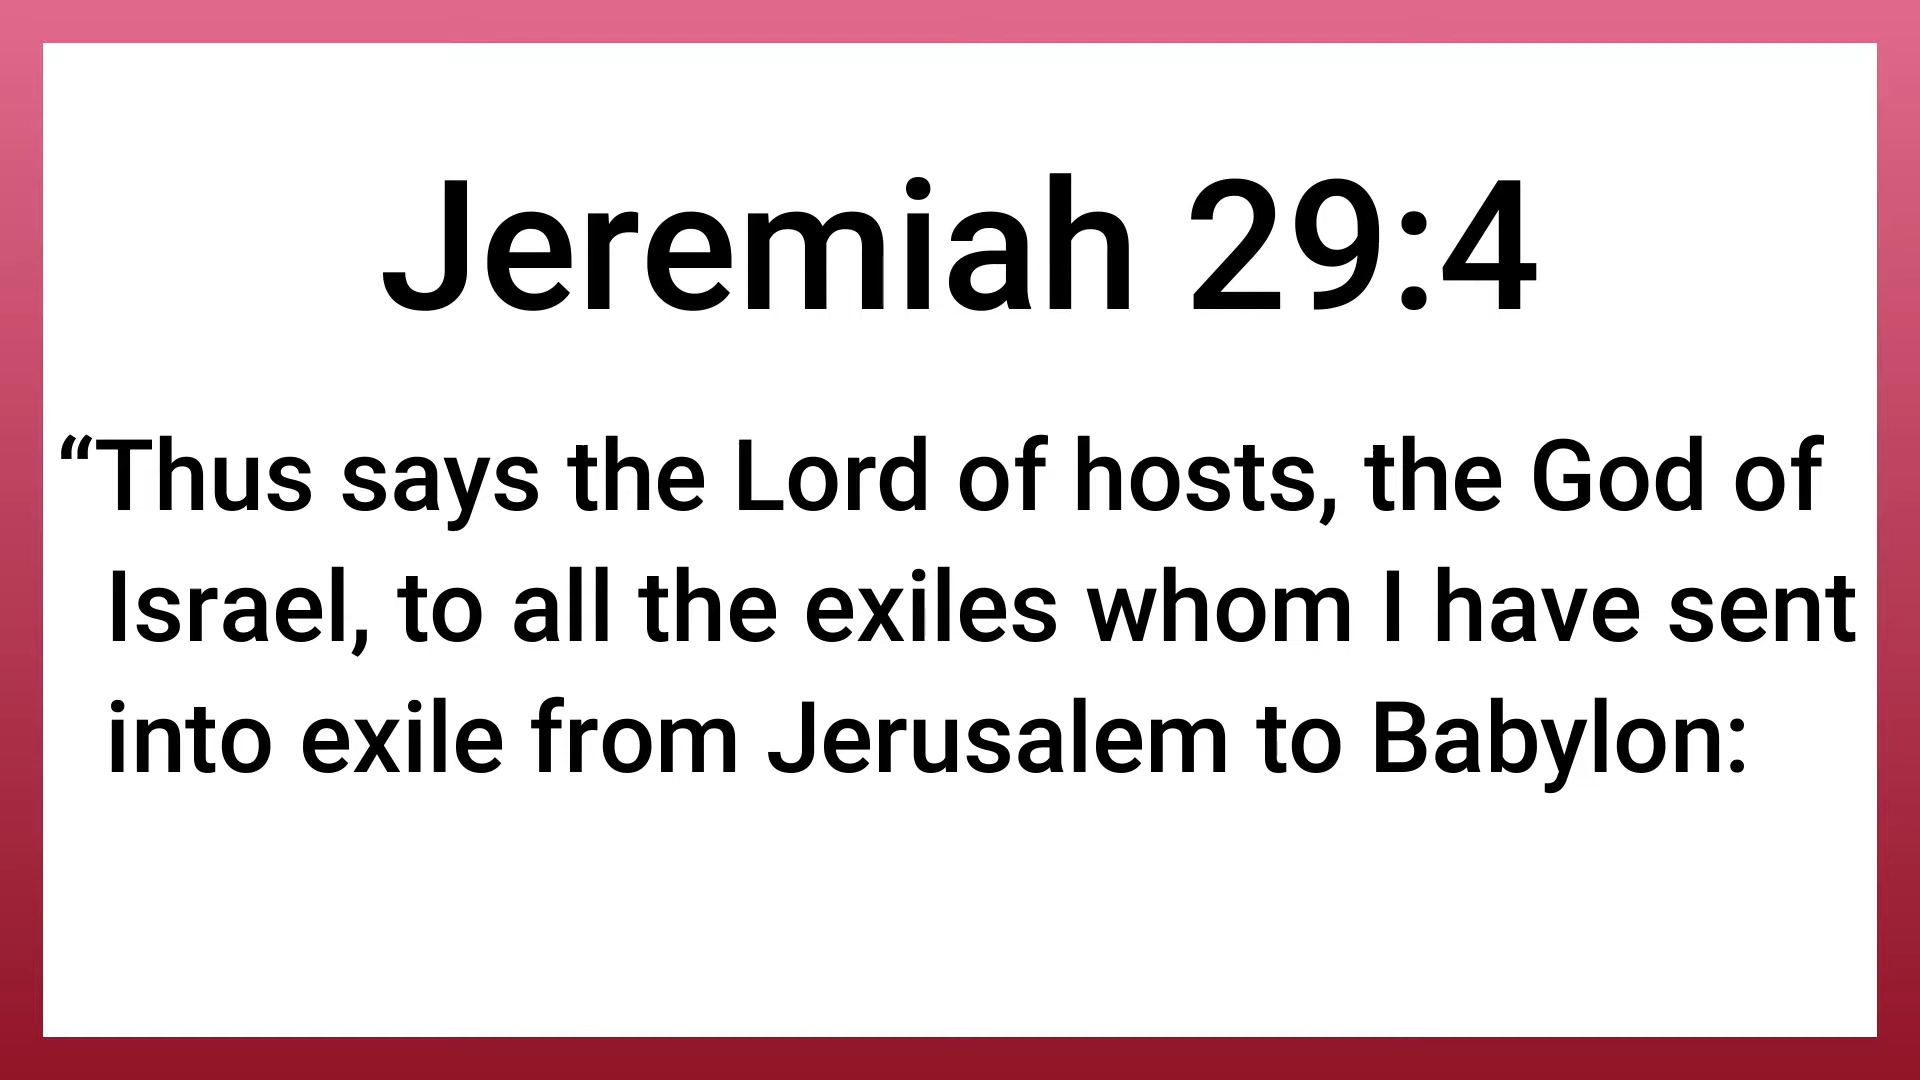 Jeremiah 29:4
“Thus says the Lord of hosts, the God of
Israel, to all the exiles whom I have sent
into exile from Jerusalem to Babylon: